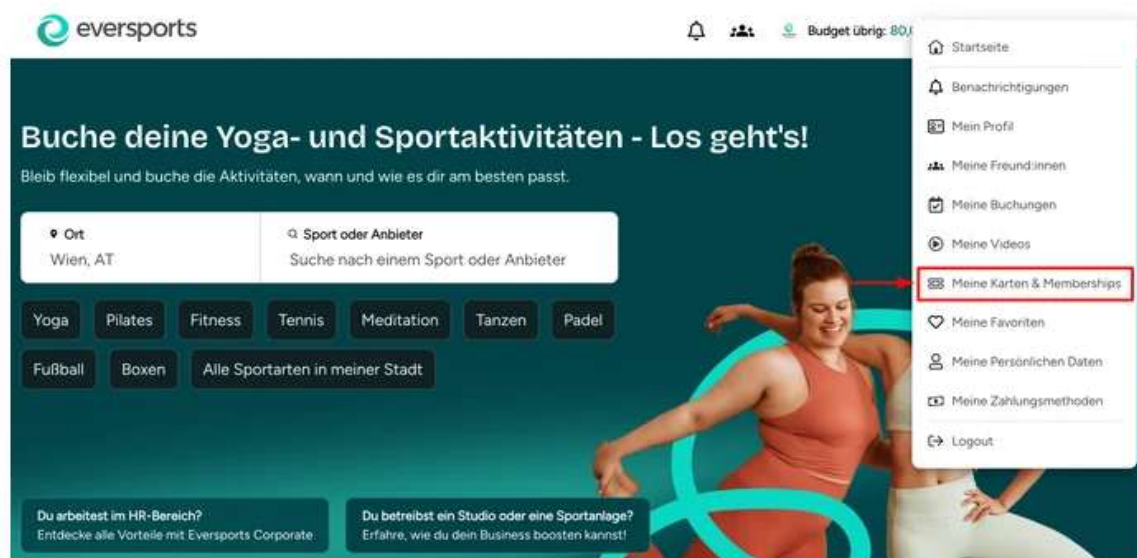 eversports
Budget übrig: 80,
Startseite
Benachrichtigungen
Mein Profil
Meine Freund:innen
Meine Buchungen
Meine Videos
Meine Karten & Memberships
Meine Favoriten
Meine Persönlichen Daten
Meine Zahlungsmethoden
Logout
Buche deine Yoga- und Sportaktivitäten - Los geht's!
Bleib flexibel und buche die Aktivitäten, wann und wie es dir am besten passt.
Ort
Wien, AT
Sport oder Anbieter
Suche nach einem Sport oder Anbieter
Yoga Pilates Fitness Tennis Meditation Tanzen Padel
Fußball Boxen Alle Sportarten in meiner Stadt
Du arbeitest im HR-Bereich?
Entdecke alle Vorteile mit Eversports Corporate
Du betreibst ein Studio oder eine Sportanlage?
Erfahre, wie du dein Business boosten kannst!